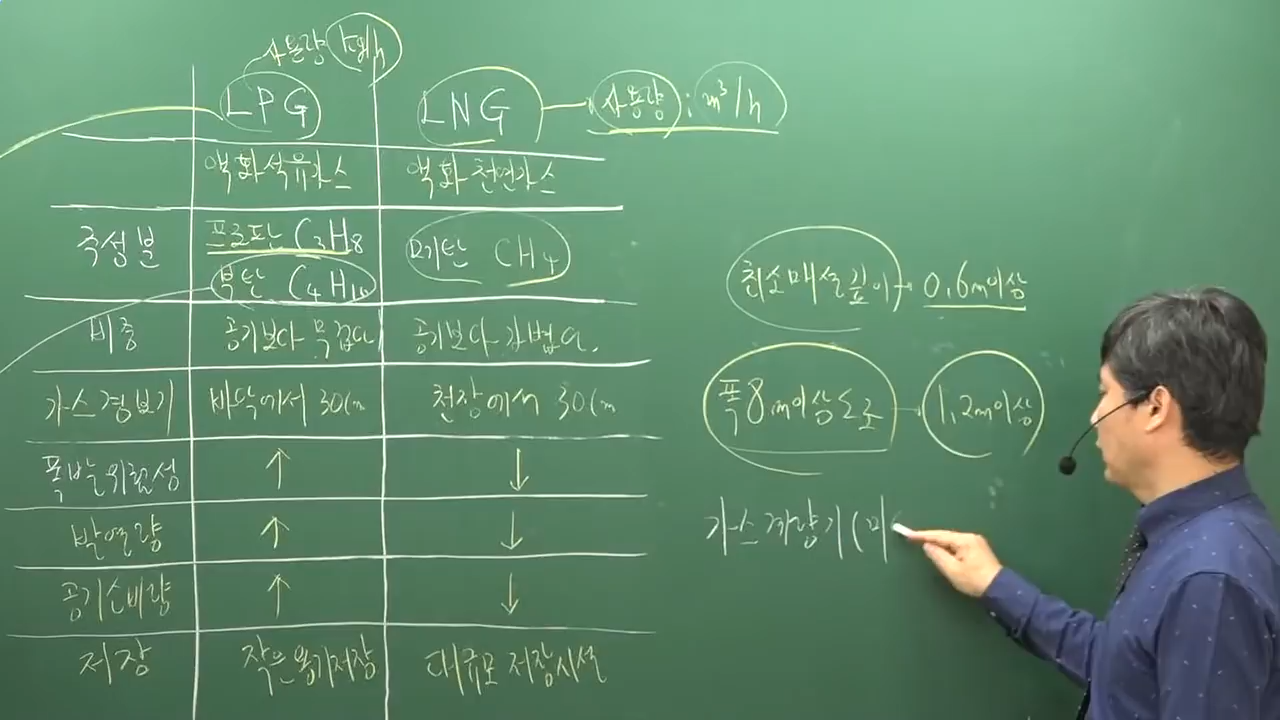 사용량 kg/h
LPG LNG 사용량 : m³/h
액화석유가스 액화천연가스
주성분 프로판 C₃H₈ 메탄 CH₄
부탄 C₄H₁₀
비중 공기보다 무겁다 공기보다 가볍다.
가스경보기 바닥에서 30cm 천장에서 30cm
폭발위험성 ↑ ↓
발열량 ↑ ↓
공기소비량 ↑ ↓
저장 작은용기저장 대규모 저장시설
최소매설깊이 → 0.6m이상
폭 8m이상도로 → 1.2m이상
가스계량기(미